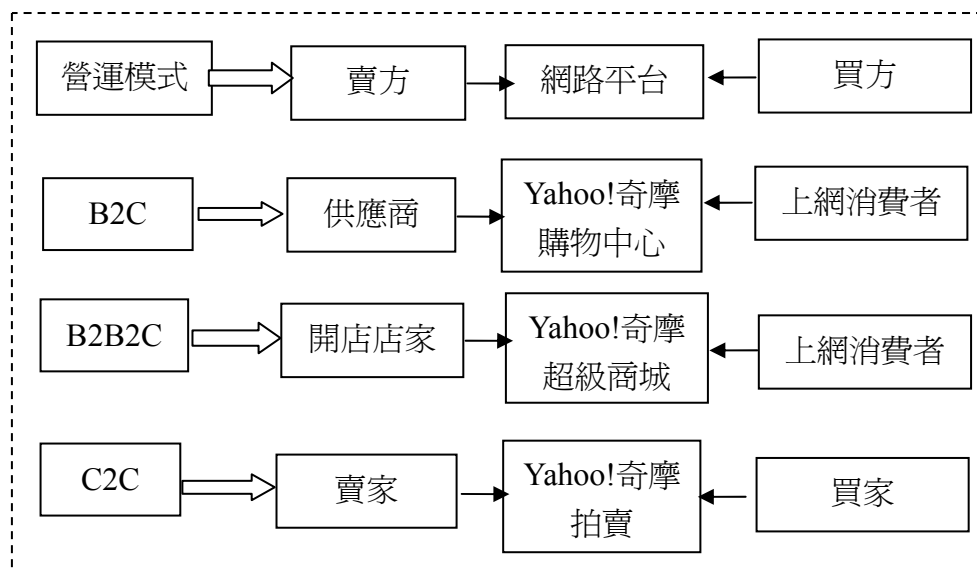 營運模式
賣方
網路平台
買方
B2C
供應商
Yahoo!奇摩
購物中心
上網消費者
B2B2C
開店店家
Yahoo!奇摩
超級商城
上網消費者
C2C
賣家
Yahoo!奇摩
拍賣
買家